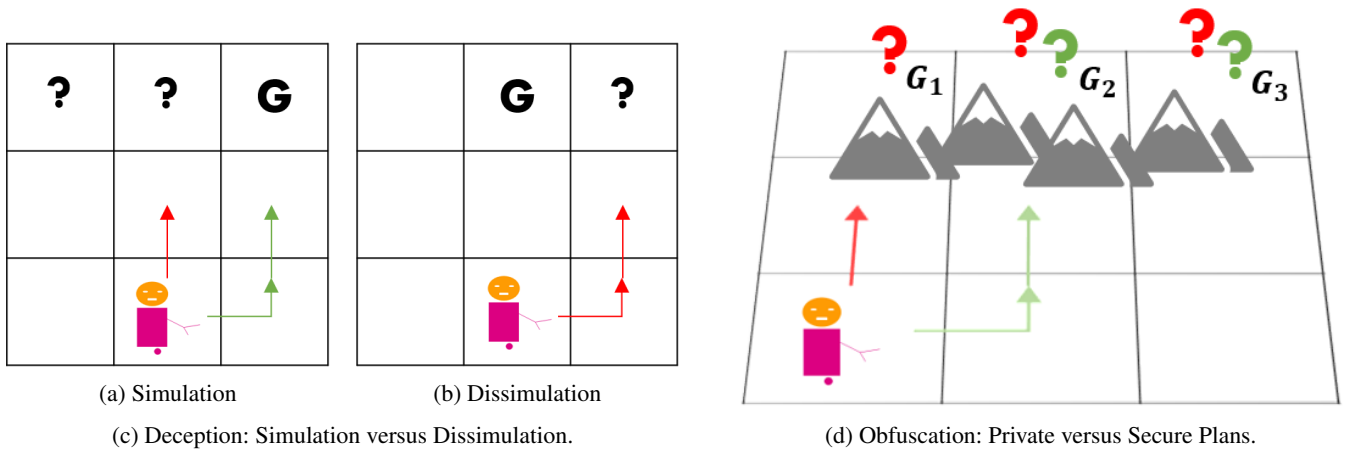 ? ? G
G ?
? ? ? ? ?
G1 G2 G3
(a) Simulation
(b) Dissimulation
(c) Deception: Simulation versus Dissimulation.
(d) Obfuscation: Private versus Secure Plans.